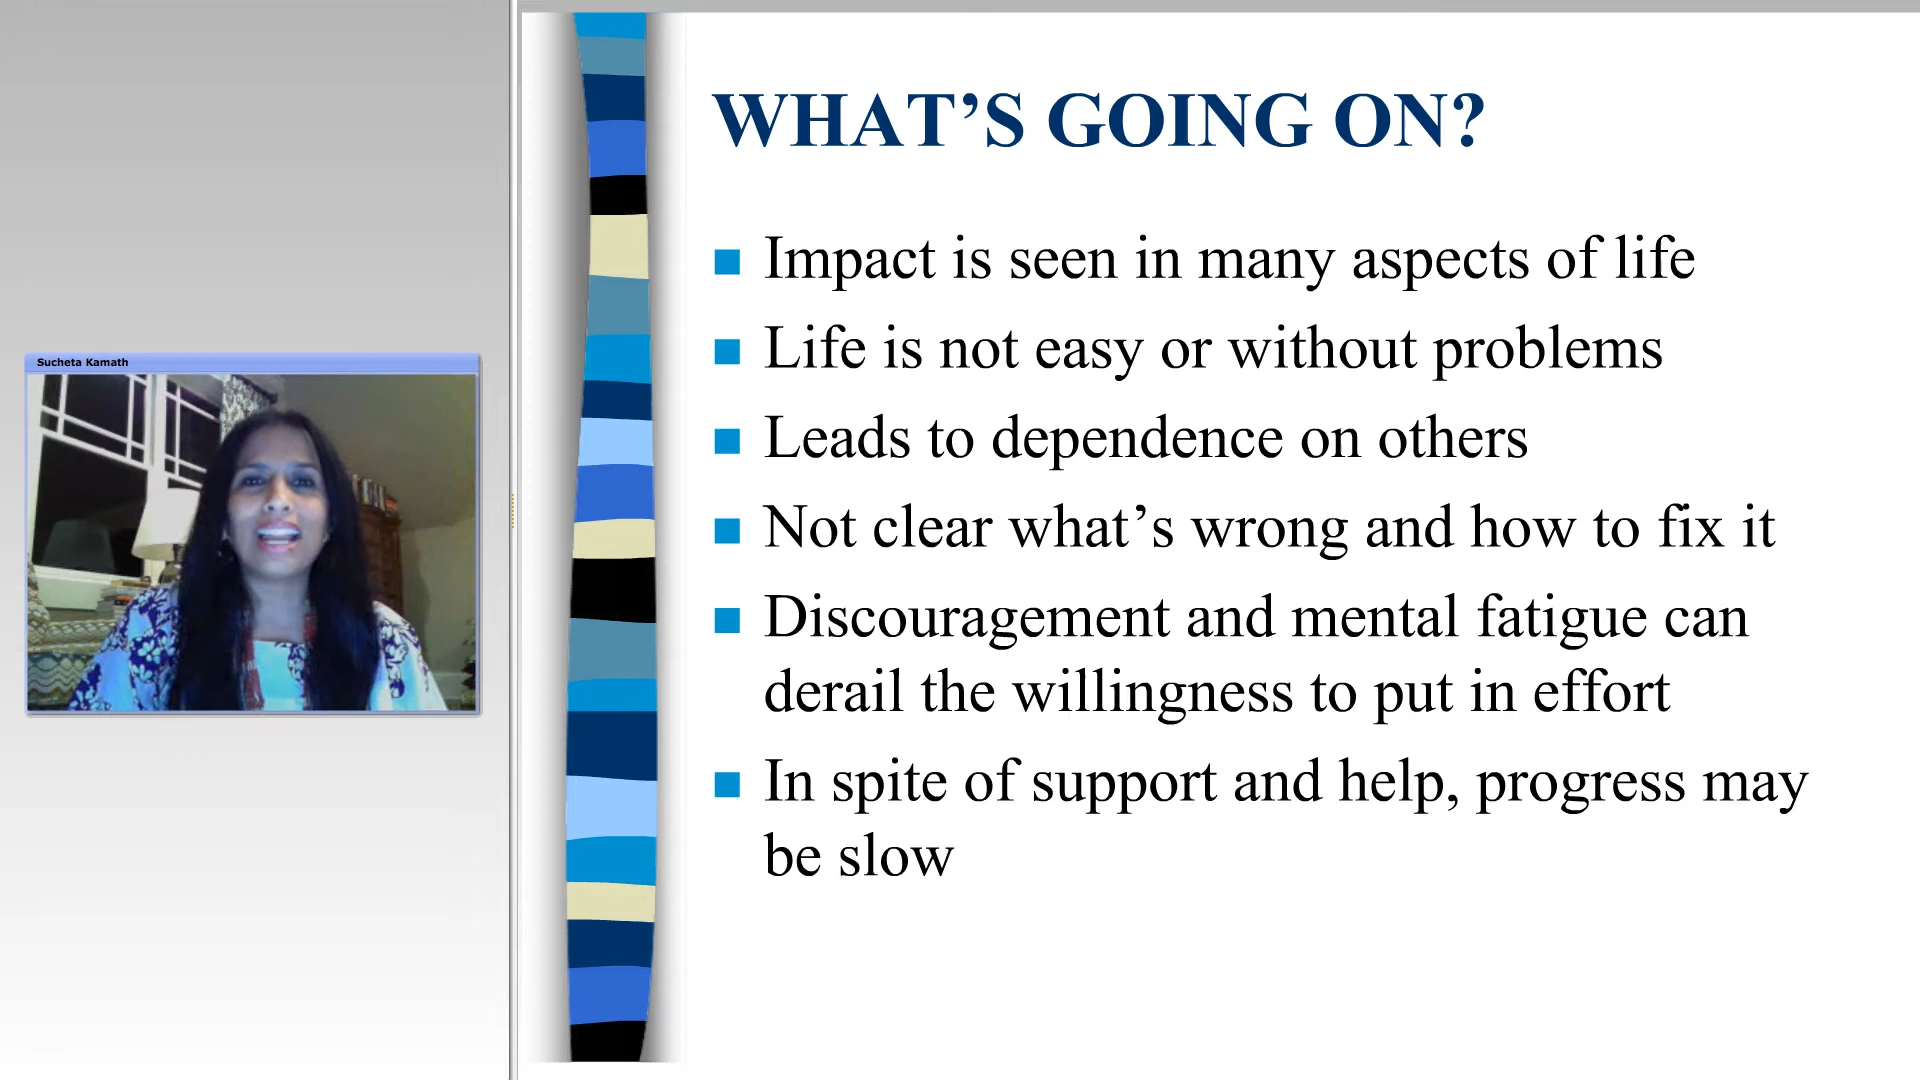 Sucheta Kamath
WHAT’S GOING ON?
Impact is seen in many aspects of life
Life is not easy or without problems
Leads to dependence on others
Not clear what’s wrong and how to fix it
Discouragement and mental fatigue can
derail the willingness to put in effort
In spite of support and help, progress may
be slow